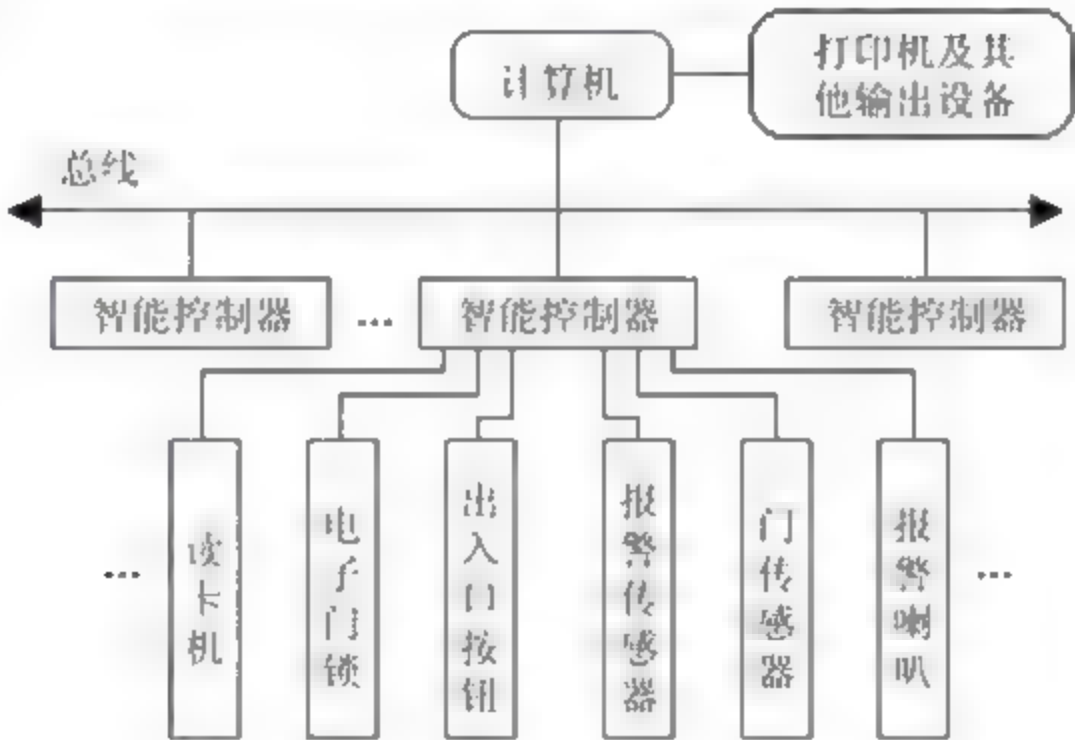 计算机
打印机及其
他输出设备
总线
智能控制器
...
智能控制器
智能控制器
...
读卡机
电子门锁
出入口按钮
报警传感器
门传感器
报警喇叭
...